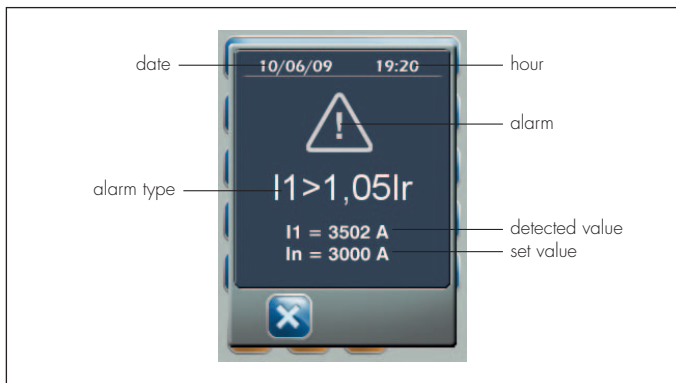 date 10/06/09 19:20 hour
alarm
!
alarm type I1>1,05Ir
I1 = 3502 A detected value
In = 3000 A set value